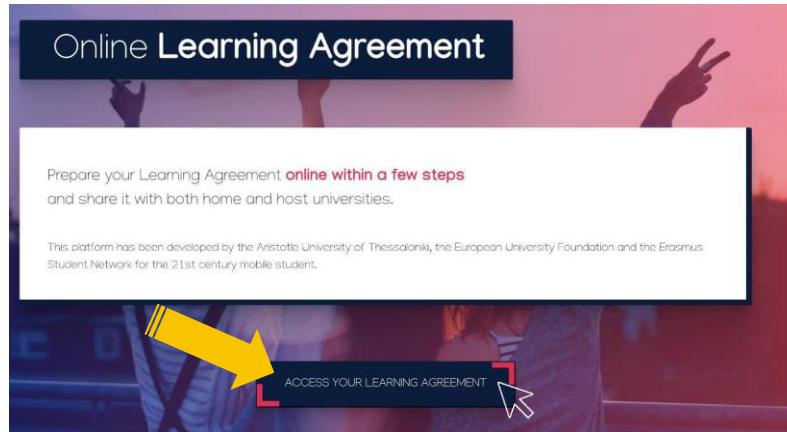 Online Learning Agreement
Prepare your Learning Agreement online within a few steps
and share it with both home and host universities.
This platform has been developed by the Aristotle University of Thessaloniki, the European University Foundation and the Erasmus
Student Network for the 21st century mobile student.
ACCESS YOUR LEARNING AGREEMENT